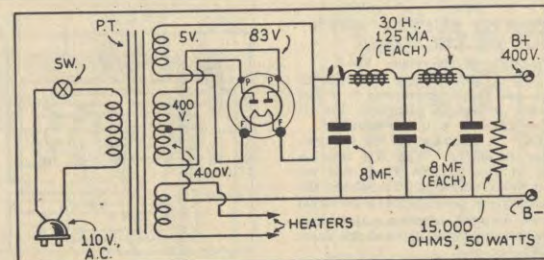 P.T.
SW.
110 V.,
A.C.
5V.
400
V.
400V.
HEATERS
83V
P
P
F
F
30 H.,
125 MA.
(EACH)
8 MF.
8 MF.
(EACH)
15,000
OHMS, 50 WATTS
B+
400V.
B-